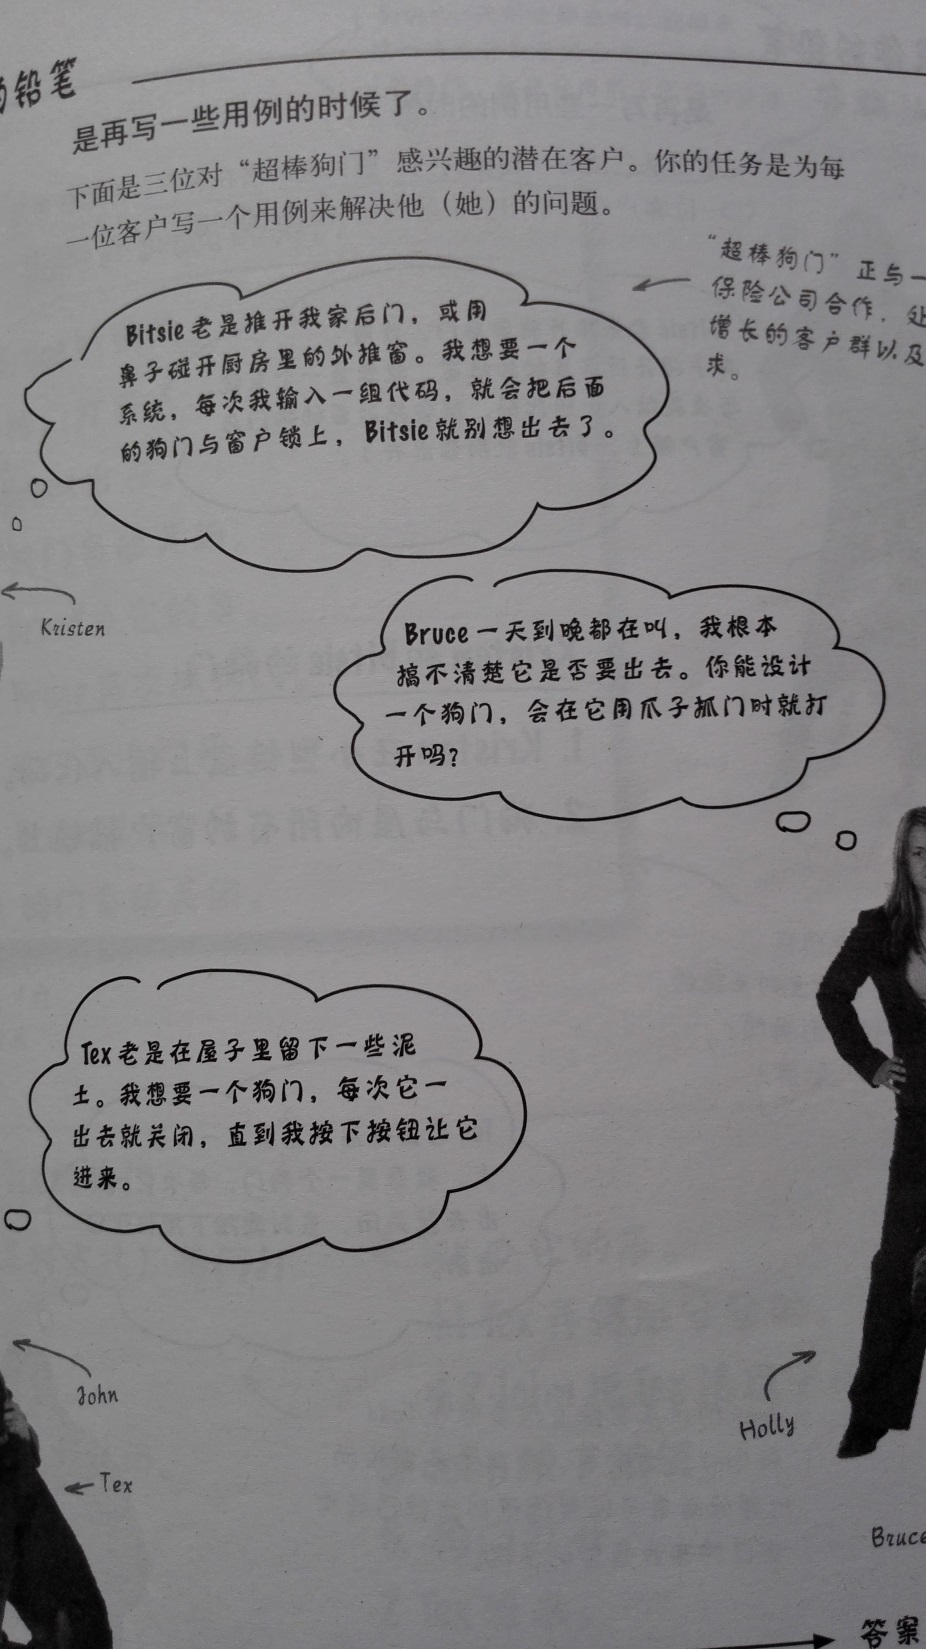 铅笔
是再写一些用例的时候了。
下面是三位对“超棒狗门”感兴趣的潜在客户。你的任务是为每
一位客户写一个用例来解决他（她）的问题。
“超棒狗门”正与一
保险公司合作，处
增长的客户群以及
求。
Bitsie老是推开我家后门，或用
鼻子碰开厨房里的外推窗。我想要一个
系统，每次我输入一组代码，就会把后面
的狗门与窗户锁上，Bitsie就别想出去了。
Kristen
Bruce一天到晚都在叫，我根本
搞不清楚它是否要出去。你能设计
一个狗门，会在它用爪子抓门时就打
开吗？
Tex老是在屋子里留下一些泥
土。我想要一个狗门，每次它一
出去就关闭，直到我按下按钮让它
进来。
John
Holly
Tex
Bruce
答案